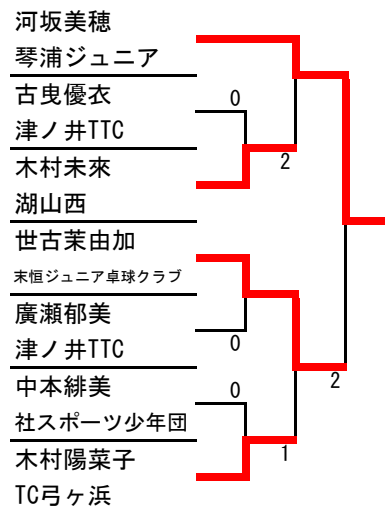 河坂美穂
琴浦ジュニア
古曳優衣
0
津ノ井TTC
木村未來
2
湖山西
世古茉由加
末恒ジュニア卓球クラブ
廣瀬郁美
津ノ井TTC
0
中本緋美
0
2
社スポーツ少年団
木村陽菜子
1
TC弓ヶ浜